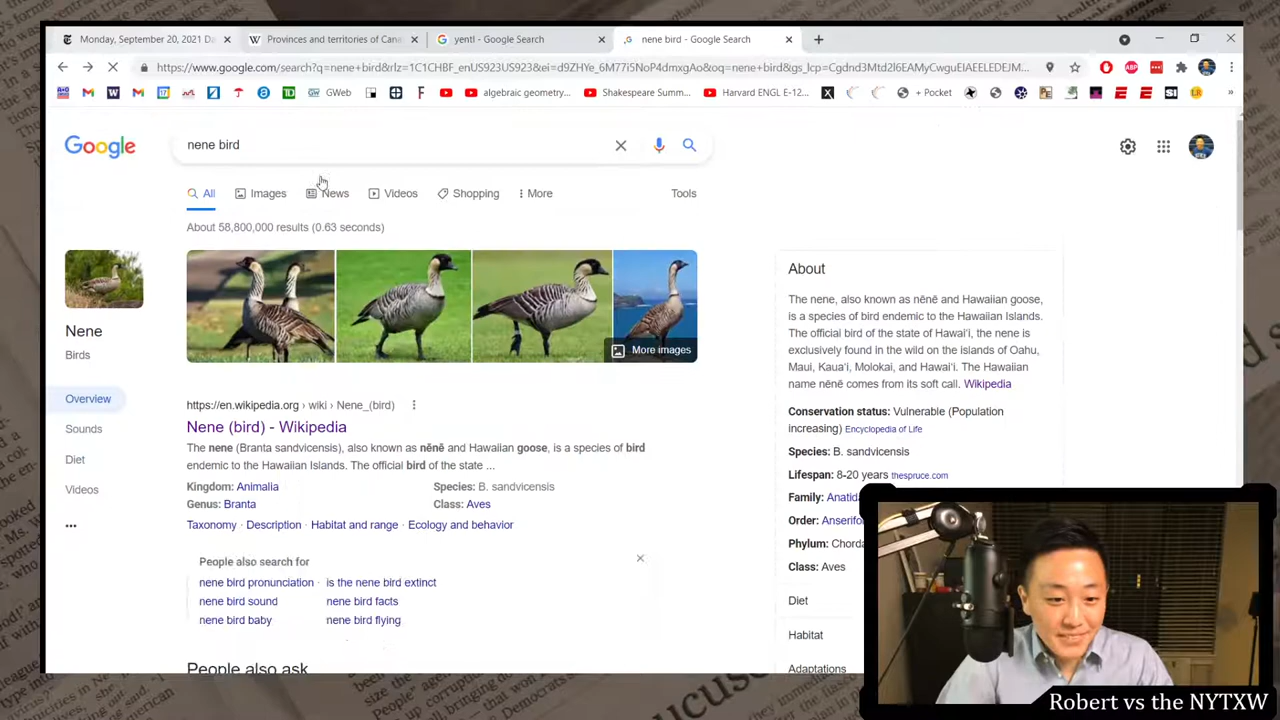 Monday, September 20, 2021 Da
Provinces and territories of Can
yentl - Google Search
nene bird - Google Search
https://www.google.com/search?q=nene+bird&rlz=1C1HBF_enUS923US923&ei=d9ZHYe_6M77iNoP4dmxgAo&oq=nene+bird&gs_lcp=Cgdnd3Mtd2l6EAMyCwguEIAEELEDEJM...
GWeb
algebraic geometry...
Shakespeare Summ...
Harvard ENGL E-12...
+ Pocket
Google
nene bird
All
Images
News
Videos
Shopping
More
Tools
About 58,800,000 results (0.63 seconds)
More images
Nene
Birds
Overview
Sounds
Diet
Videos
https://en.wikipedia.org › wiki › Nene_(bird)
Nene (bird) - Wikipedia
The nene (Branta sandvicensis), also known as nēnē and Hawaiian goose, is a species of bird
endemic to the Hawaiian Islands. The official bird of the state ...
Kingdom: Animalia
Species: B. sandvicensis
Genus: Branta
Class: Aves
Taxonomy · Description · Habitat and range · Ecology and behavior
People also search for
nene bird pronunciation
is the nene bird extinct
nene bird sound
nene bird facts
nene bird baby
nene bird flying
People also ask
About
The nene, also known as nēnē and Hawaiian goose,
is a species of bird endemic to the Hawaiian Islands.
The official bird of the state of Hawai‘i, the nene is
exclusively found in the wild on the islands of Oahu,
Maui, Kaua‘i, Molokai, and Hawai‘i. The Hawaiian
name nēnē comes from its soft call. Wikipedia
Conservation status: Vulnerable (Population
increasing) Encyclopedia of Life
Species: B. sandvicensis
Lifespan: 8-20 years thespruce.com
Family: Anatida
Order: Anserifo
Phylum: Chorda
Class: Aves
Diet
Habitat
Adaptations
Robert vs the NYTXW